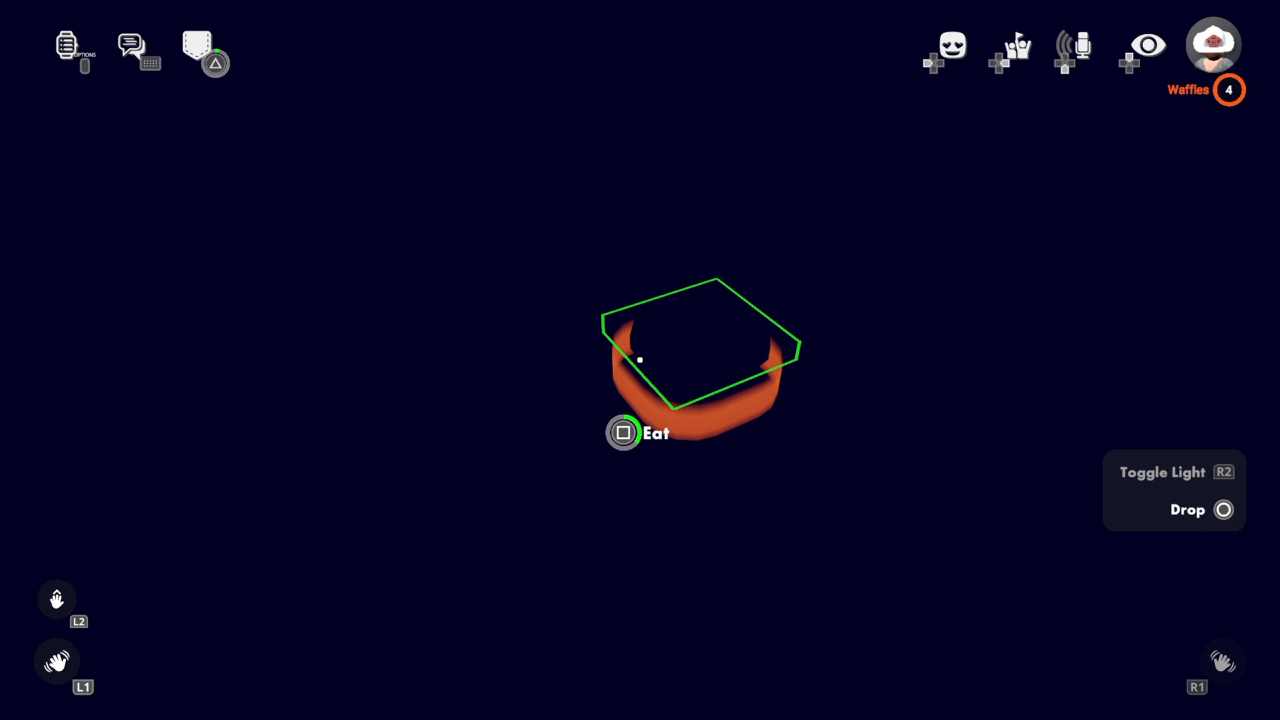 OPTIONS
Waffles 4
Eat
Toggle Light R2
Drop
L2
L1
R1